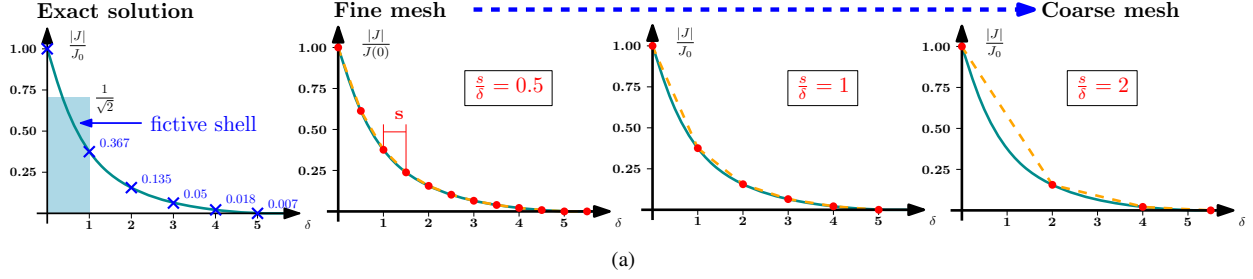 Exact solution
Fine mesh
Coarse mesh
|J|
J₀
1.00
0.75
0.50
0.25
1
√2
fictive shell
0.367
0.135
0.05
0.018
0.007
1 2 3 4 5 δ
|J|
J(0)
1.00
0.75
0.50
0.25
s/δ = 0.5
s
1 2 3 4 5 δ
|J|
J₀
1.00
0.75
0.50
0.25
s/δ = 1
1 2 3 4 5 δ
|J|
J₀
1.00
0.75
0.50
0.25
s/δ = 2
1 2 3 4 5 δ
(a)